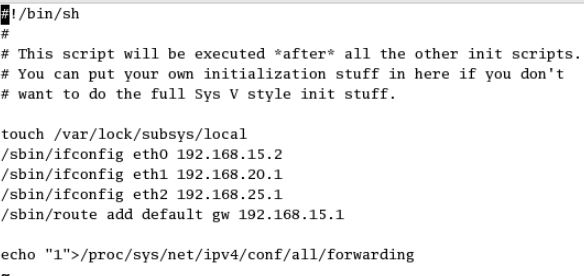 #!/bin/sh
#
# This script will be executed *after* all the other init scripts.
# You can put your own initialization stuff in here if you don't
# want to do the full Sys V style init stuff.

touch /var/lock/subsys/local
/sbin/ifconfig eth0 192.168.15.2
/sbin/ifconfig eth1 192.168.20.1
/sbin/ifconfig eth2 192.168.25.1
/sbin/route add default gw 192.168.15.1

echo "1">/proc/sys/net/ipv4/conf/all/forwarding
~